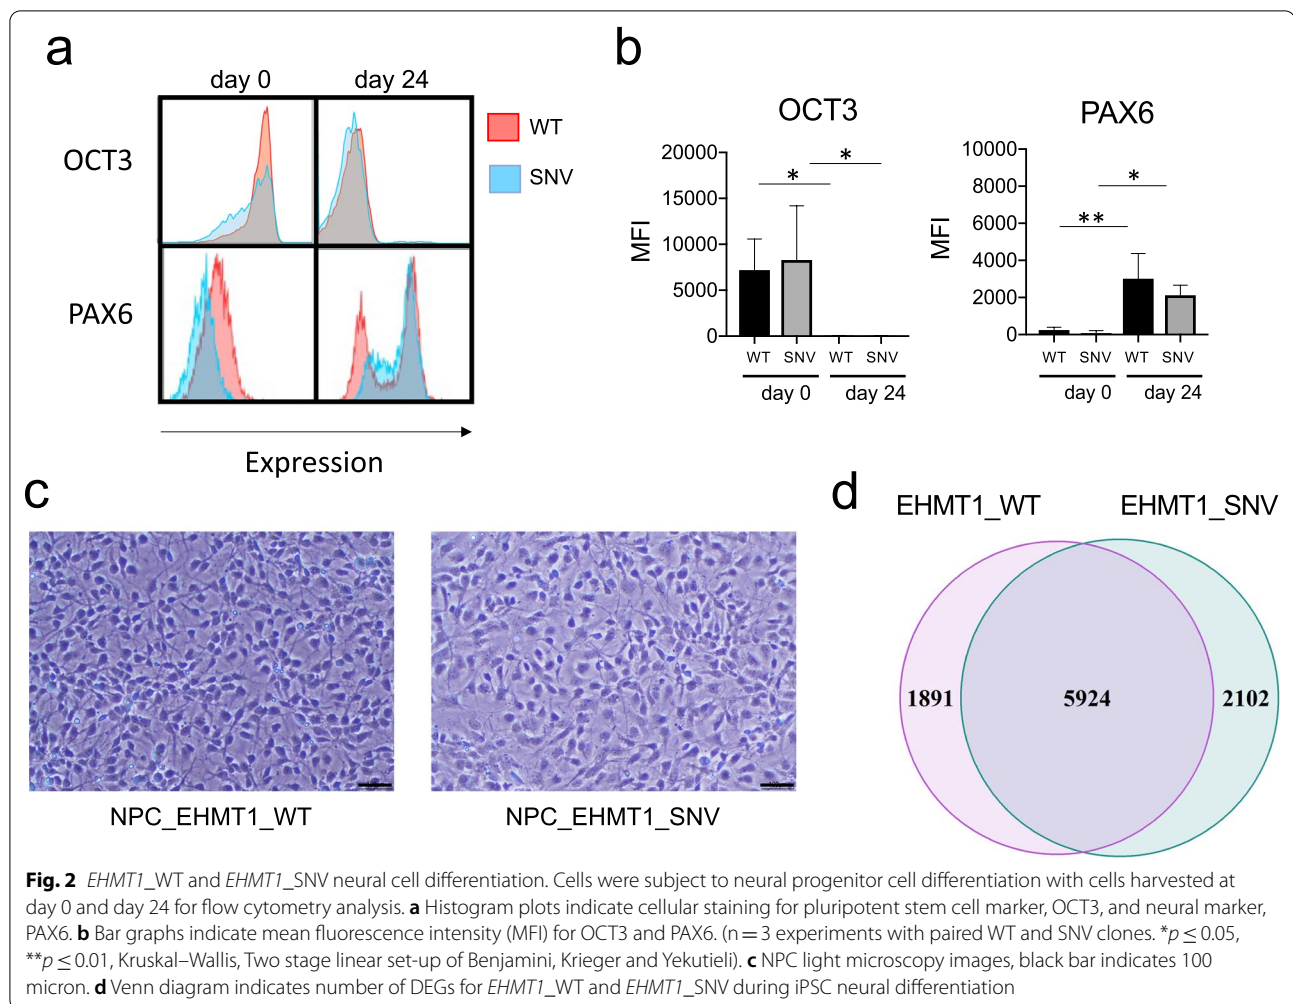 a
day 0 day 24
OCT3
PAX6
WT
SNV
Expression
b
OCT3
MFI
20000
15000
10000
5000
0
*
*
WT SNV WT SNV
day 0 day 24
PAX6
MFI
10000
8000
6000
4000
2000
0
**
*
WT SNV WT SNV
day 0 day 24
c
NPC_EHMT1_WT
NPC_EHMT1_SNV
d
EHMT1_WT EHMT1_SNV
1891 5924 2102
Fig. 2 EHMT1_WT and EHMT1_SNV neural cell differentiation. Cells were subject to neural progenitor cell differentiation with cells harvested at
day 0 and day 24 for flow cytometry analysis. a Histogram plots indicate cellular staining for pluripotent stem cell marker, OCT3, and neural marker,
PAX6. b Bar graphs indicate mean fluorescence intensity (MFI) for OCT3 and PAX6. (n = 3 experiments with paired WT and SNV clones. *p ≤ 0.05,
**p ≤ 0.01, Kruskal–Wallis, Two stage linear set-up of Benjamini, Krieger and Yekutieli). c NPC light microscopy images, black bar indicates 100
micron. d Venn diagram indicates number of DEGs for EHMT1_WT and EHMT1_SNV during iPSC neural differentiation